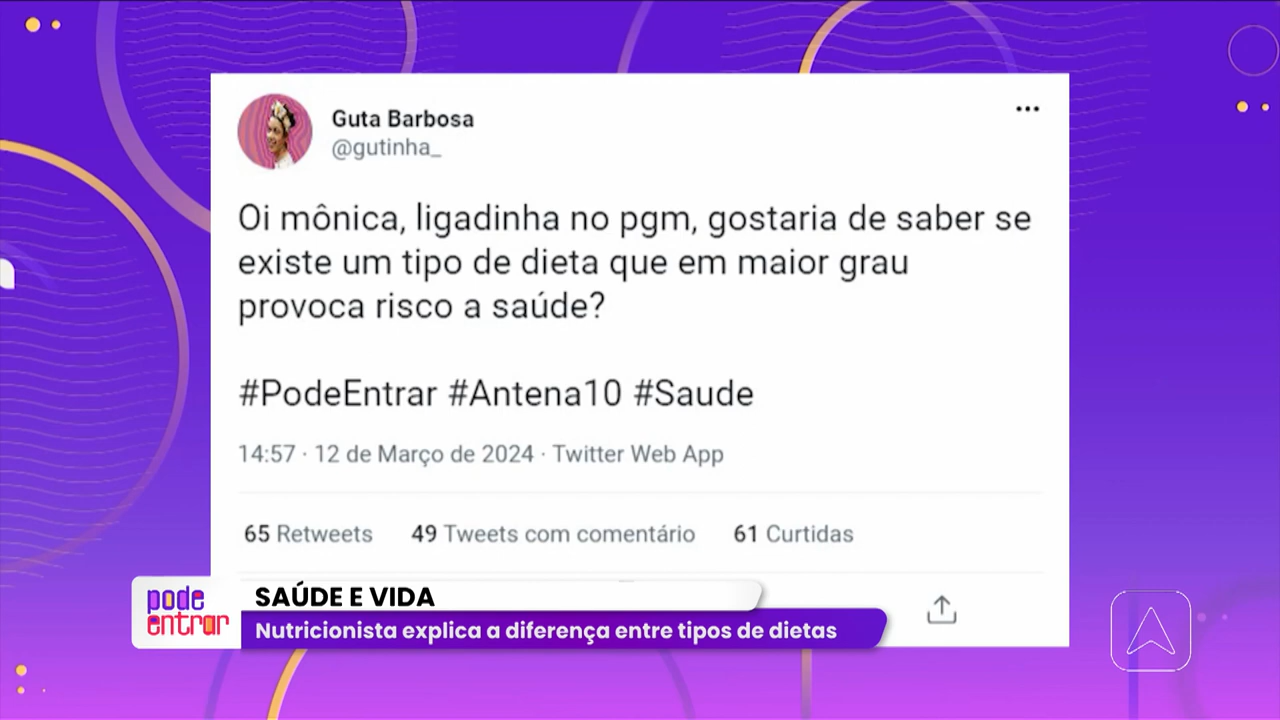 Guta Barbosa
@gutinha_
Oi mônica, ligadinha no pgm, gostaria de saber se
existe um tipo de dieta que em maior grau
provoca risco a saúde?
#PodeEntrar #Antena10 #Saude
14:57 · 12 de Março de 2024 · Twitter Web App
65 Retweets 49 Tweets com comentário 61 Curtidas
pode
entrar
SAÚDE E VIDA
Nutricionista explica a diferença entre tipos de dietas